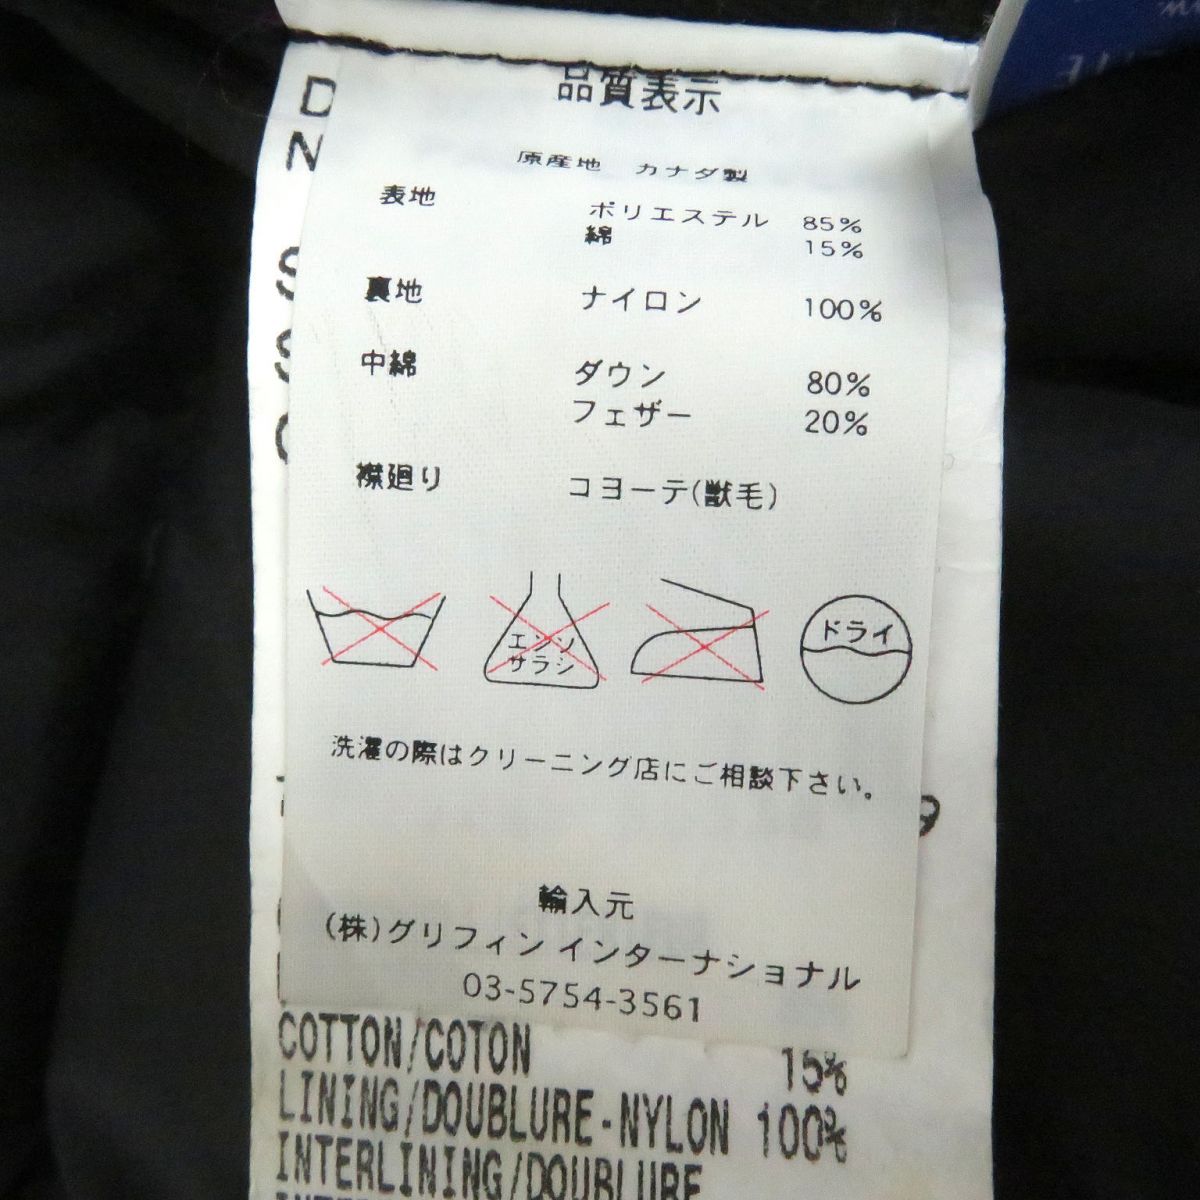 品質表示
原産地 カナダ製
表地 ポリエステル 85%
綿 15%
裏地 ナイロン 100%
中綿 ダウン 80%
フェザー 20%
襟廻り コヨーテ(獣毛)
エンソ
サラシ
ドライ
洗濯の際はクリーニング店にご相談下さい。
輸入元
(株)グリフィン インターナショナル
03-5754-3561
COTTON/COTON 15%
LINING/DOUBLURE-NYLON 100%
INTERLINING/DOUBLURE